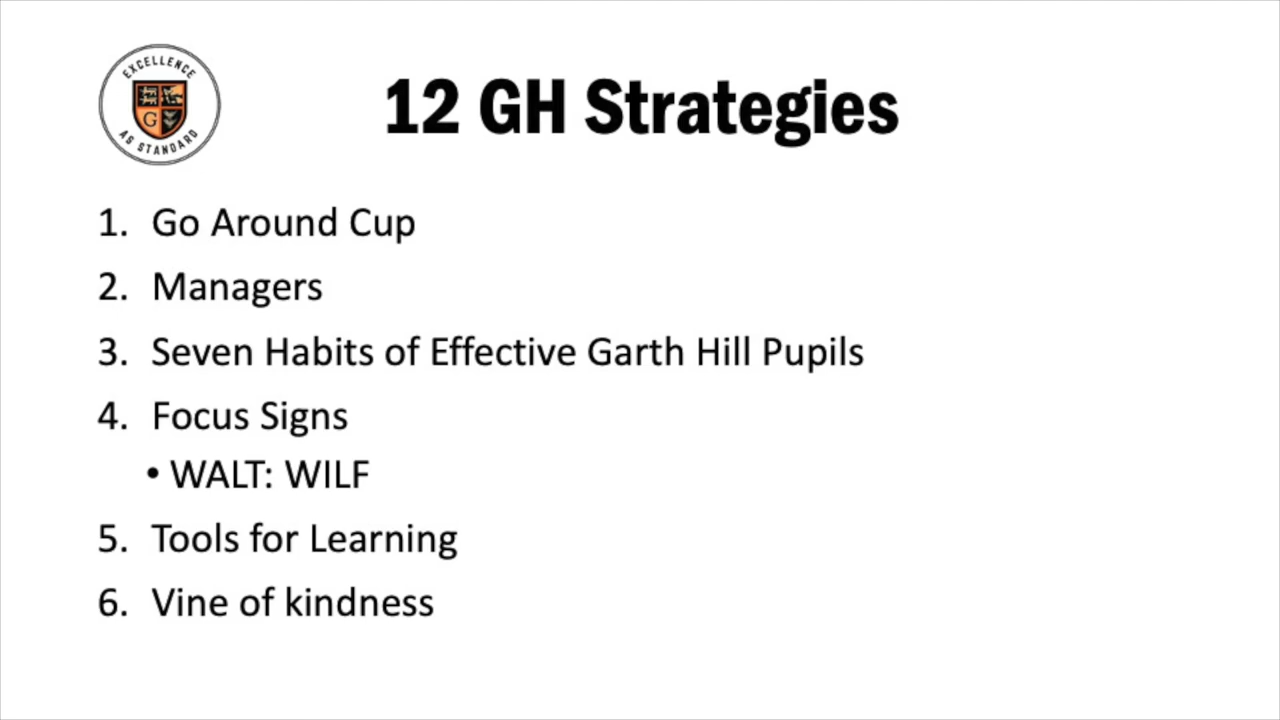 EXCELLENCE
G
AS STANDARD
12 GH Strategies
1. Go Around Cup
2. Managers
3. Seven Habits of Effective Garth Hill Pupils
4. Focus Signs
• WALT: WILF
5. Tools for Learning
6. Vine of kindness